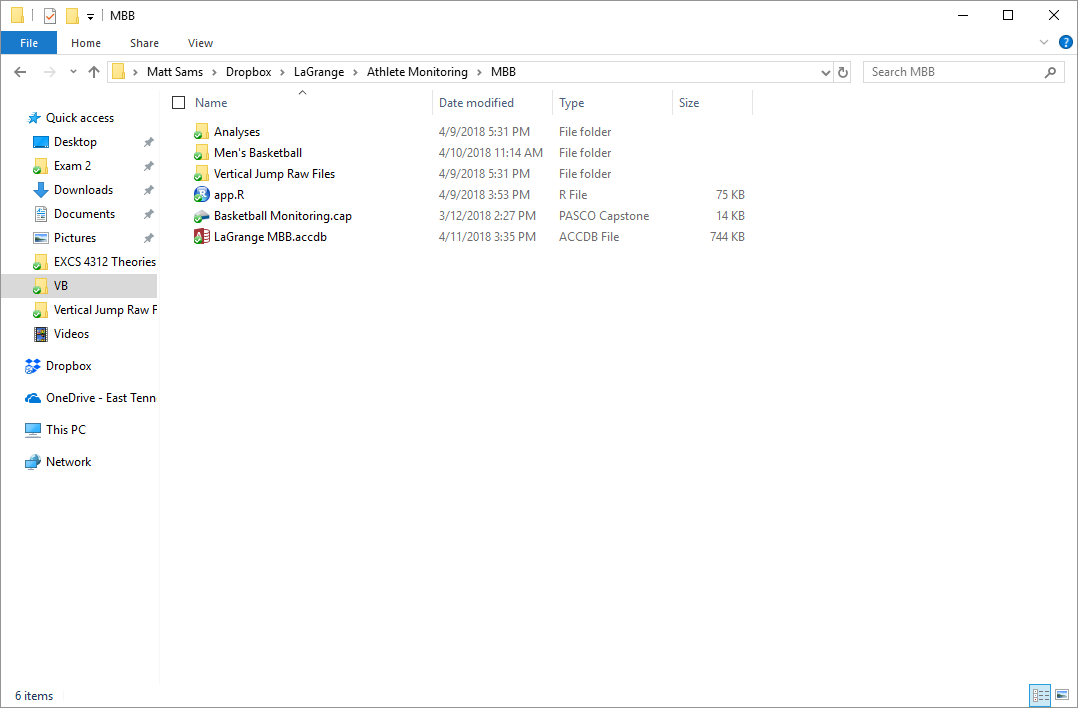 MBB
File Home Share View
Matt Sams Dropbox LaGrange Athlete Monitoring MBB Search MBB
Name Date modified Type Size
Quick access
Desktop
Exam 2
Downloads
Documents
Pictures
EXCS 4312 Theories
VB
Vertical Jump Raw F
Videos
Dropbox
OneDrive - East Tenn
This PC
Network
Analyses 4/9/2018 5:31 PM File folder
Men's Basketball 4/10/2018 11:14 AM File folder
Vertical Jump Raw Files 4/9/2018 5:31 PM File folder
app.R 4/9/2018 3:53 PM R File 75 KB
Basketball Monitoring.cap 3/12/2018 2:27 PM PASCO Capstone 14 KB
LaGrange MBB.accdb 4/11/2018 3:35 PM ACCDB File 744 KB
6 items